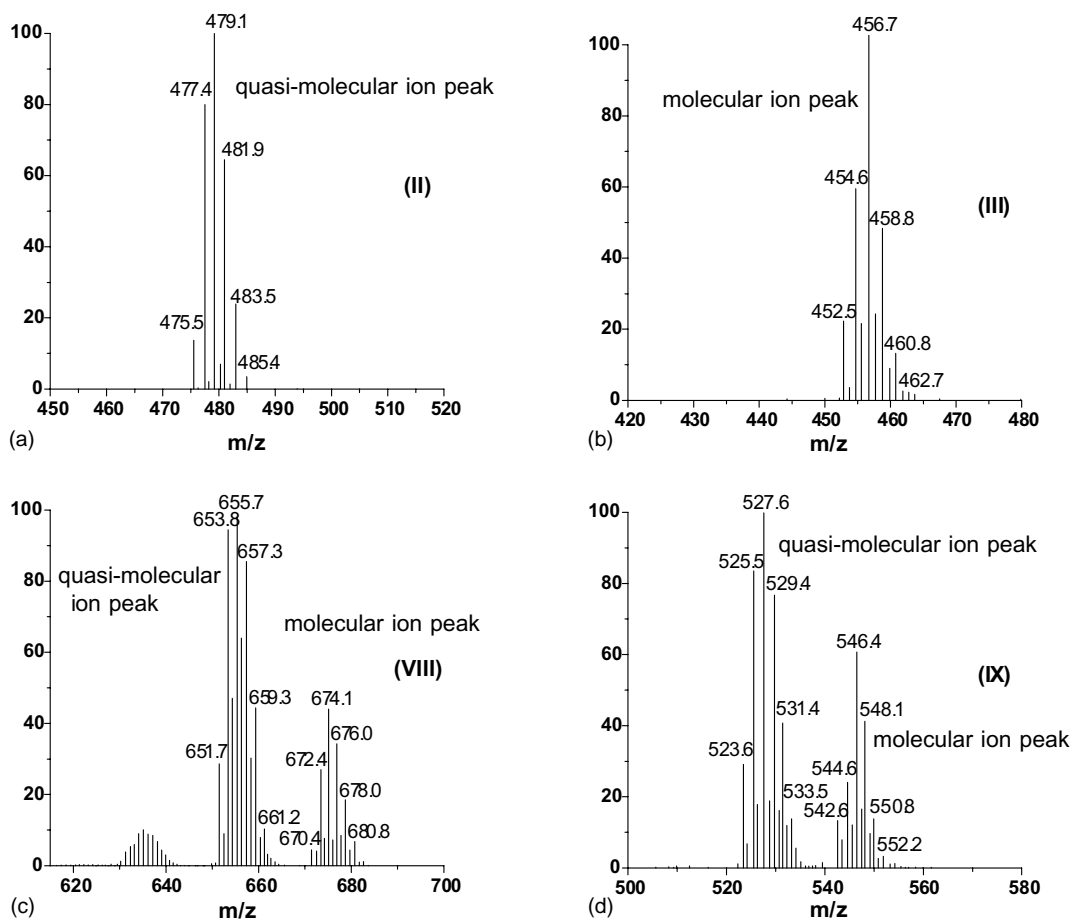 479.1
100
477.4
quasi-molecular ion peak
80
481.9
60
(II)
40
483.5
20
475.5
485.4
0
450 460 470 480 490 500 510 520
(a)
m/z
456.7
100
molecular ion peak
80
454.6
60
(III)
458.8
40
452.5
20
460.8
462.7
0
420 430 440 450 460 470 480
(b)
m/z
655.7
100
653.8
657.3
quasi-molecular
ion peak
80
molecular ion peak
60
(VIII)
659.3
674.1
40
676.0
651.7
672.4
678.0
20
661.2
670.4
680.8
0
620 640 660 680 700
(c)
m/z
527.6
100
quasi-molecular ion peak
525.5
80
529.4
546.4
60
(IX)
531.4
548.1
40
molecular ion peak
523.6
544.6
533.5
20
542.6
550.8
552.2
0
500 520 540 560 580
(d)
m/z